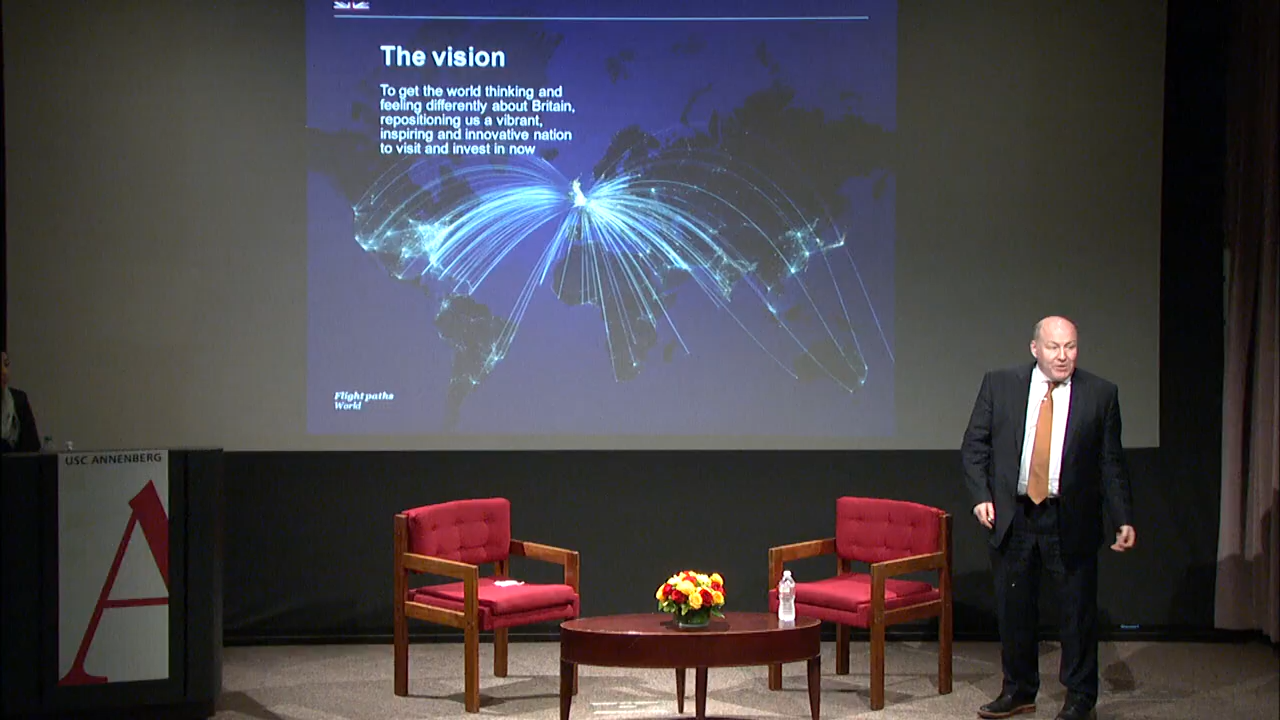 The vision
To get the world thinking and
feeling differently about Britain,
repositioning us a vibrant,
inspiring and innovative nation
to visit and invest in now
Flight paths
World
USC ANNENBERG
A